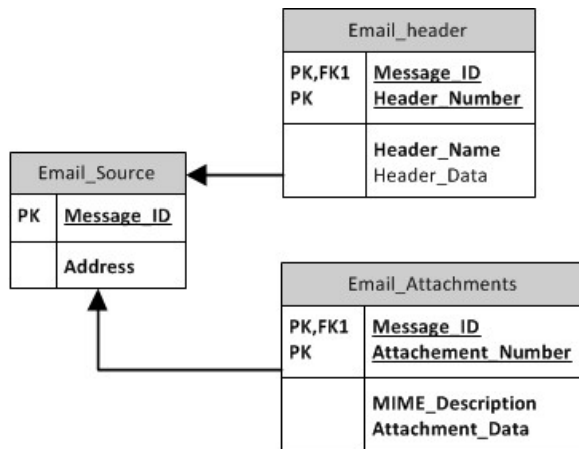 Email_header
PK,FK1 Message_ID
PK Header_Number
Header_Name
Header_Data
Email_Source
PK Message_ID
Address
Email_Attachments
PK,FK1 Message_ID
PK Attachement_Number
MIME_Description
Attachment_Data